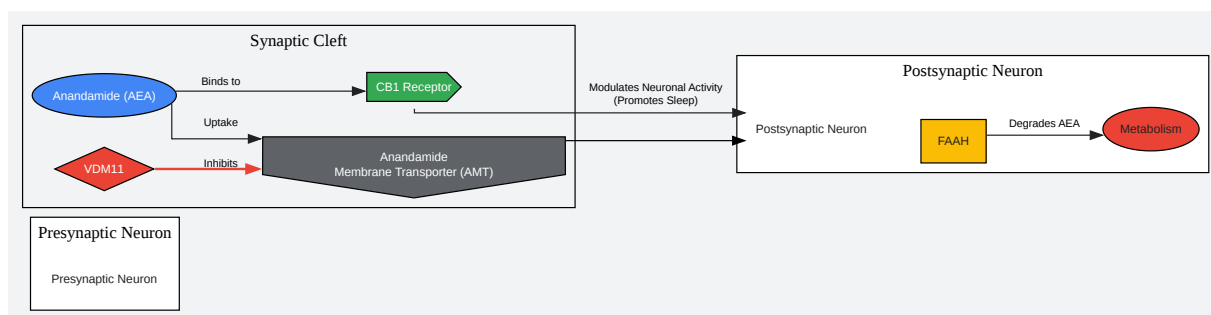 Synaptic Cleft
Anandamide (AEA)
Binds to
CB1 Receptor
Uptake
VDM11
Inhibits
Anandamide
Membrane Transporter (AMT)
Modulates Neuronal Activity
(Promotes Sleep)
Postsynaptic Neuron
Postsynaptic Neuron
FAAH
Degrades AEA
Metabolism
Presynaptic Neuron
Presynaptic Neuron